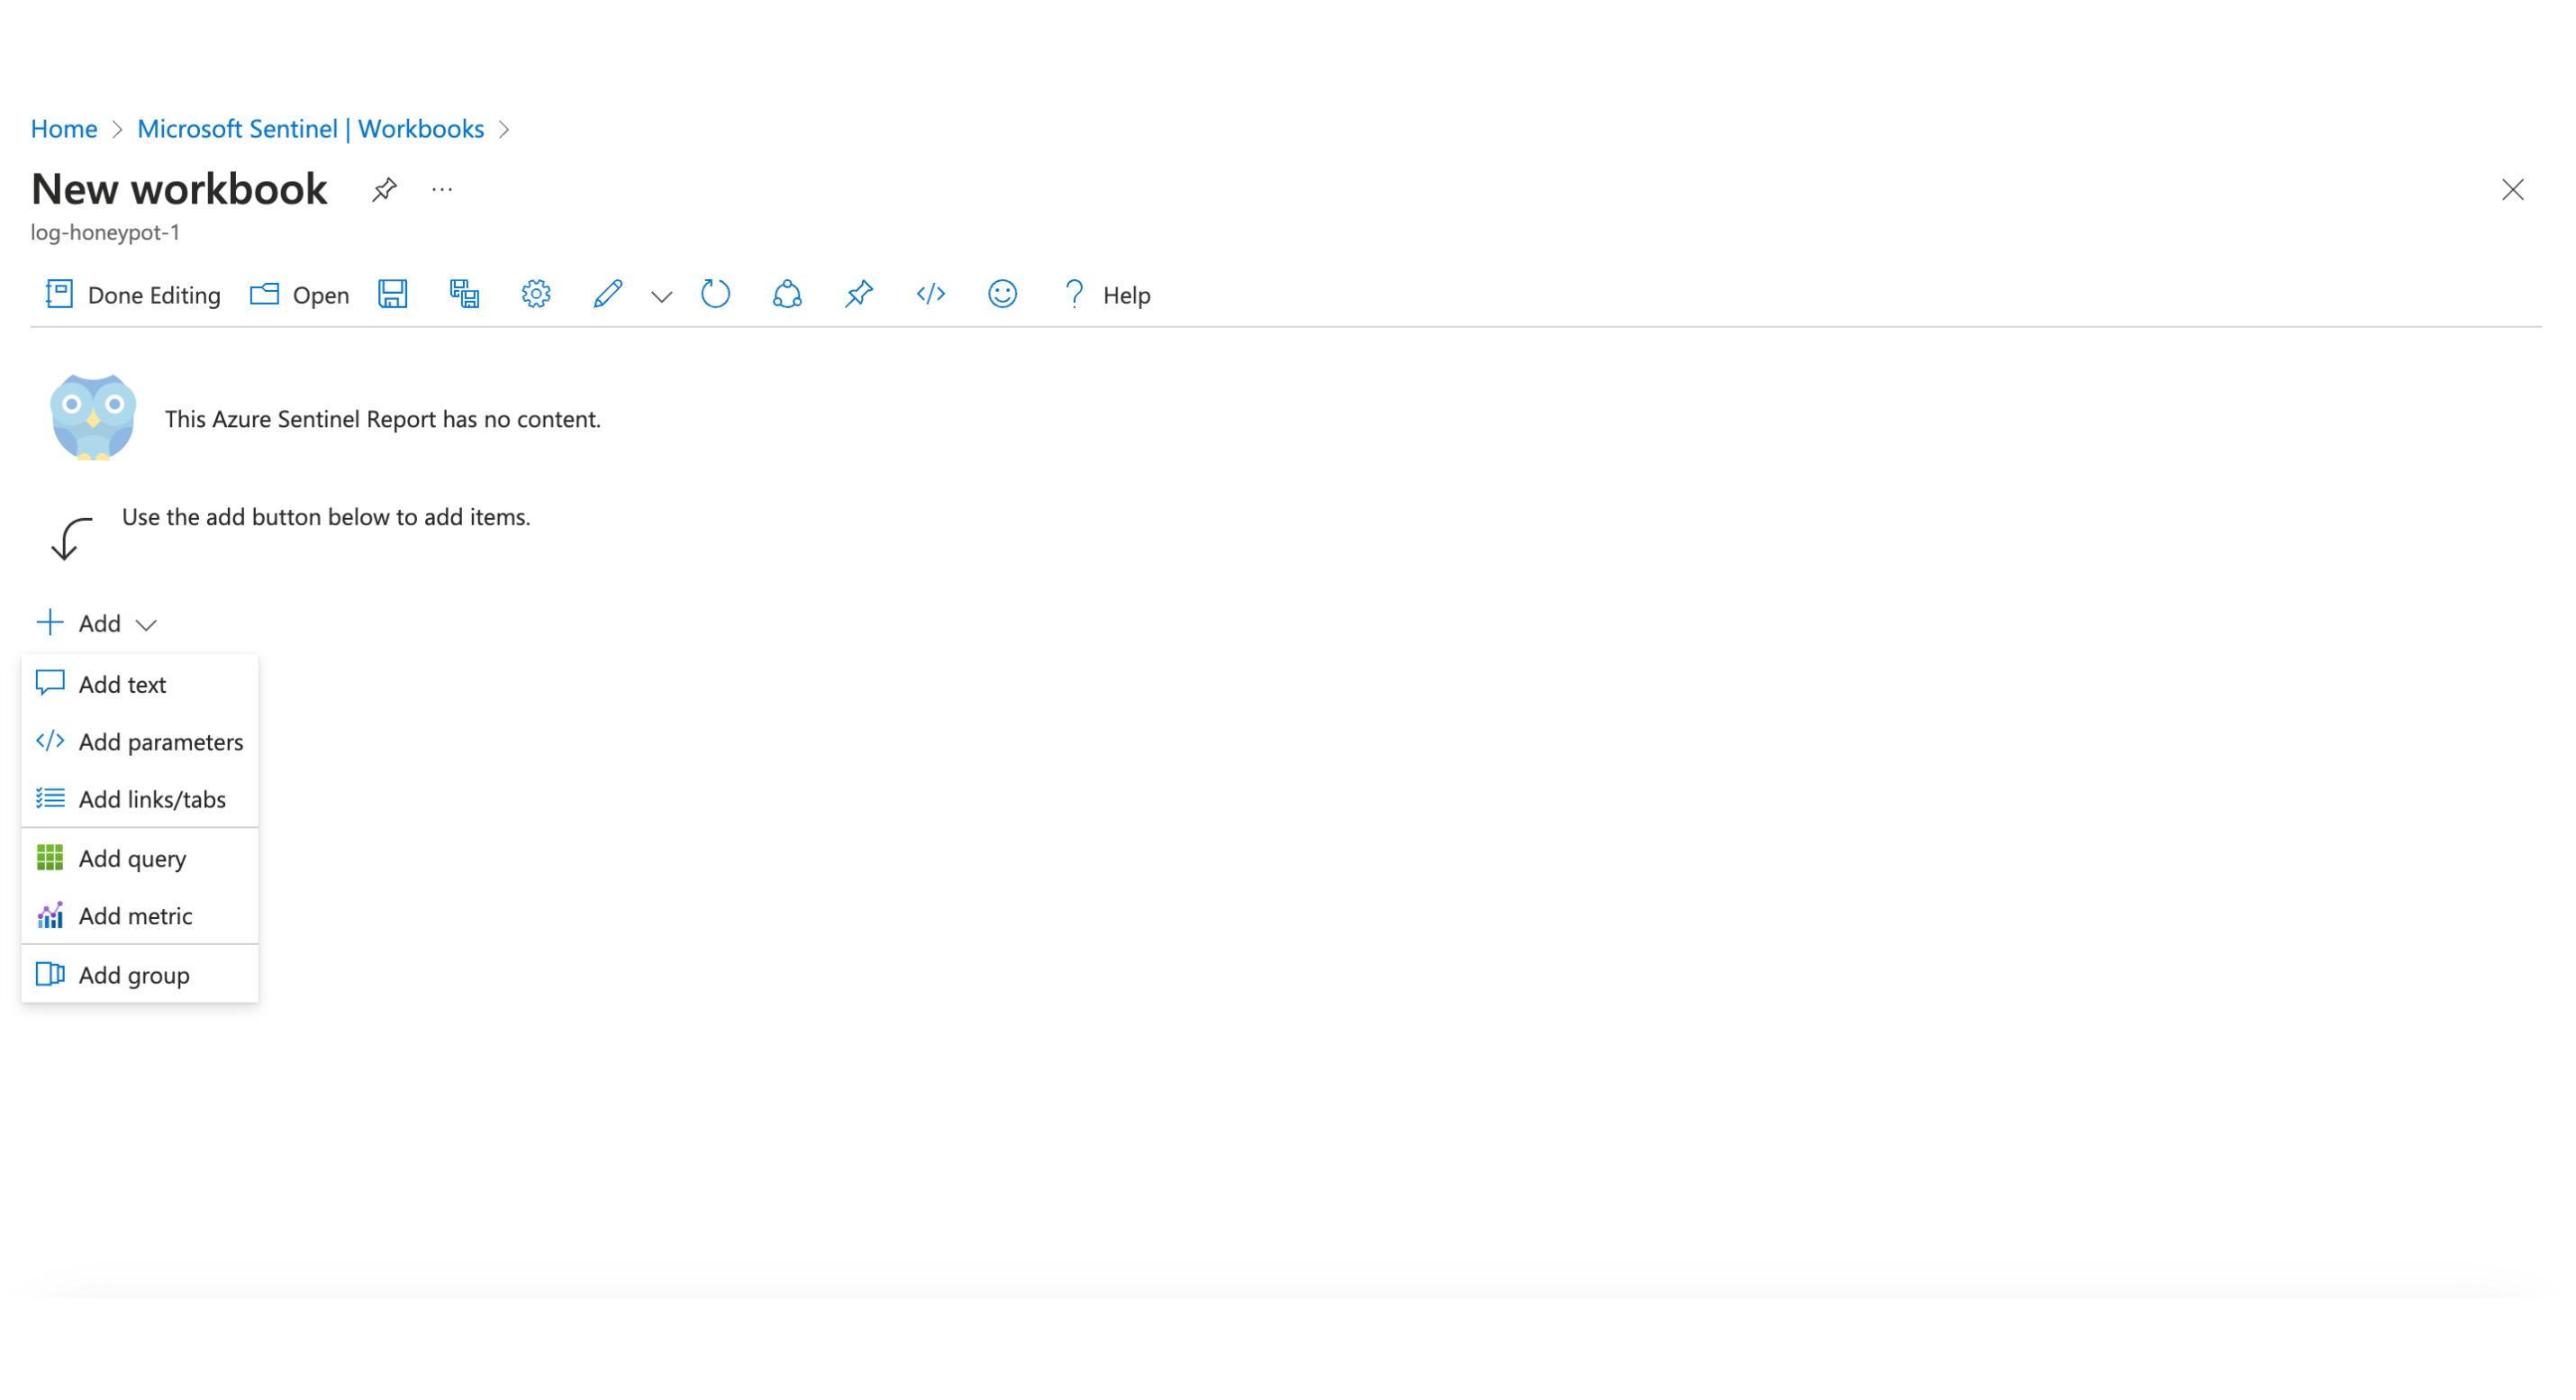 Home > Microsoft Sentinel | Workbooks >
New workbook ...
log-honeypot-1
Done Editing Open Help
This Azure Sentinel Report has no content.
Use the add button below to add items.
Add
Add text
Add parameters
Add links/tabs
Add query
Add metric
Add group